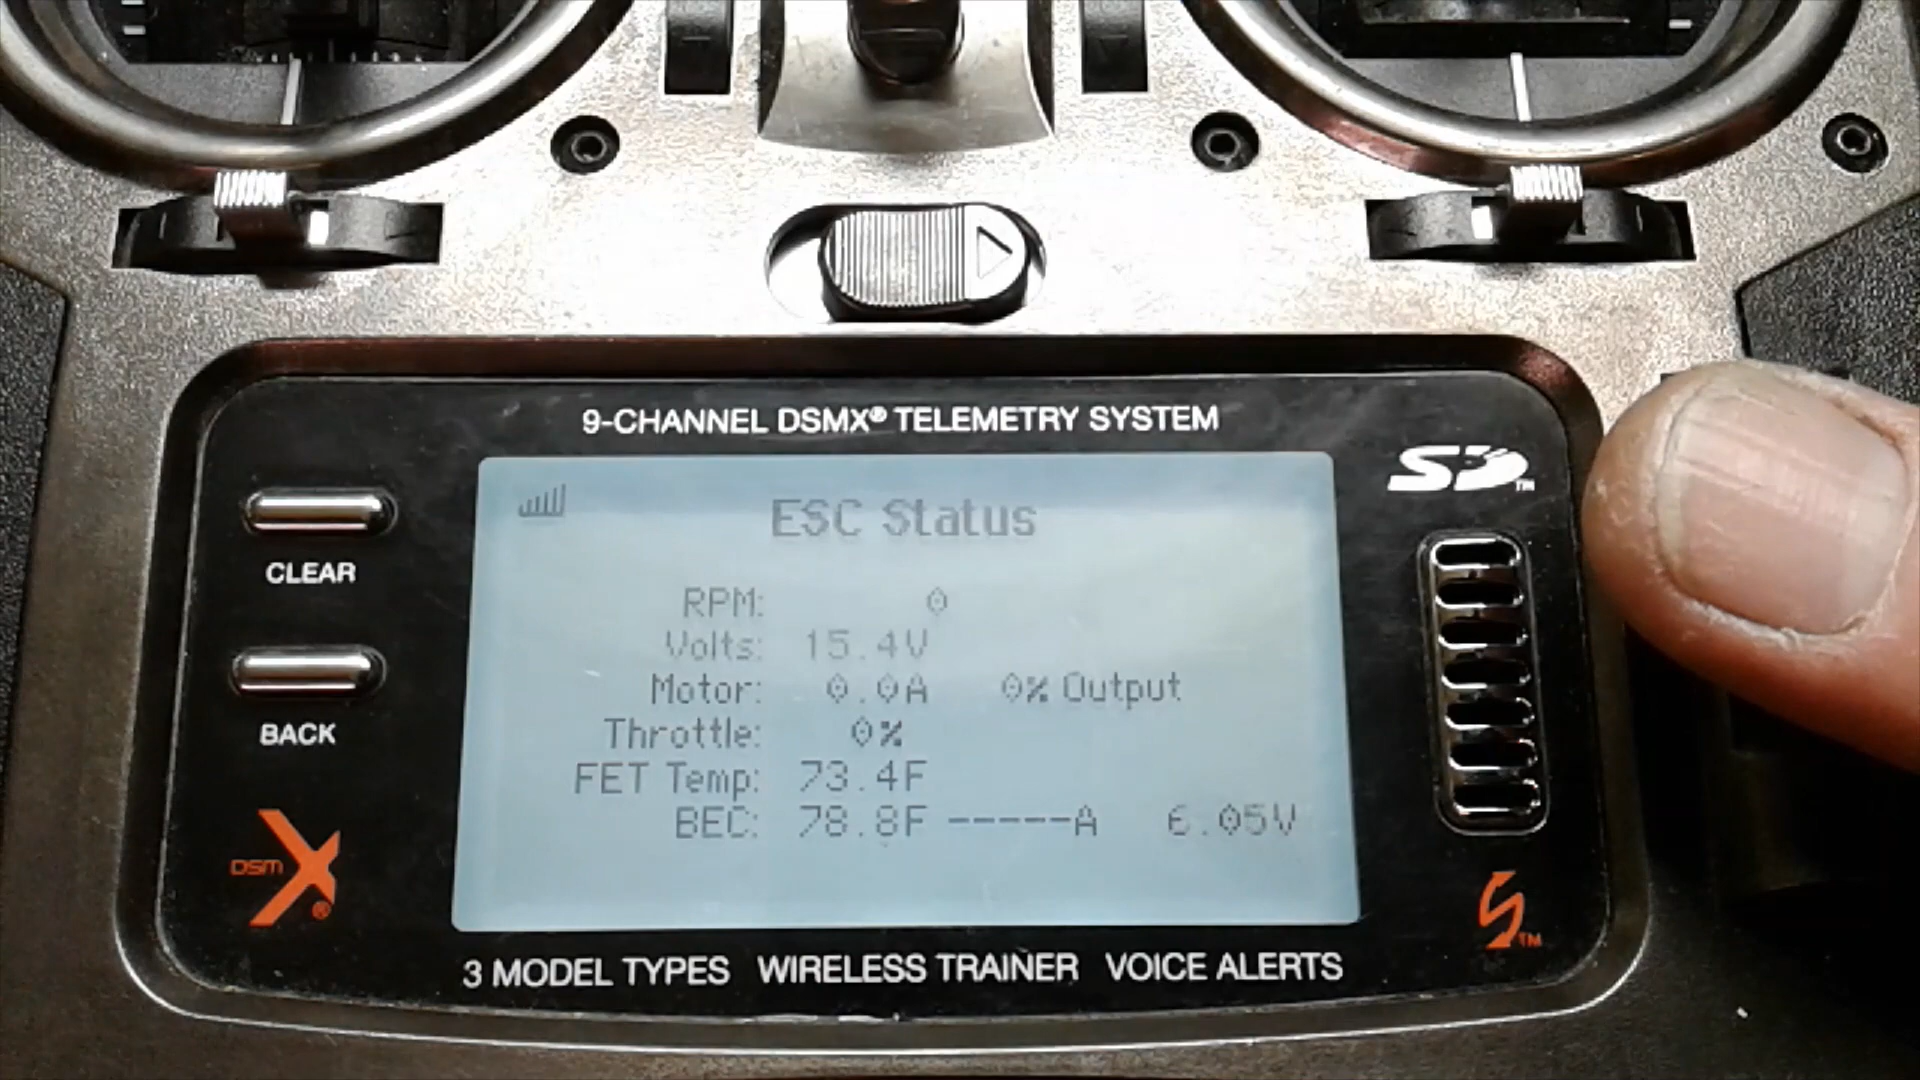 9-CHANNEL DSMX® TELEMETRY SYSTEM
SD™
ESC Status
RPM: 0
Volts: 15.4V
Motor: 0.0A 0% Output
Throttle: 0%
FET Temp: 73.4F
BEC: 78.8F -----A 6.05V
CLEAR
BACK
DSM X®
S™
3 MODEL TYPES WIRELESS TRAINER VOICE ALERTS